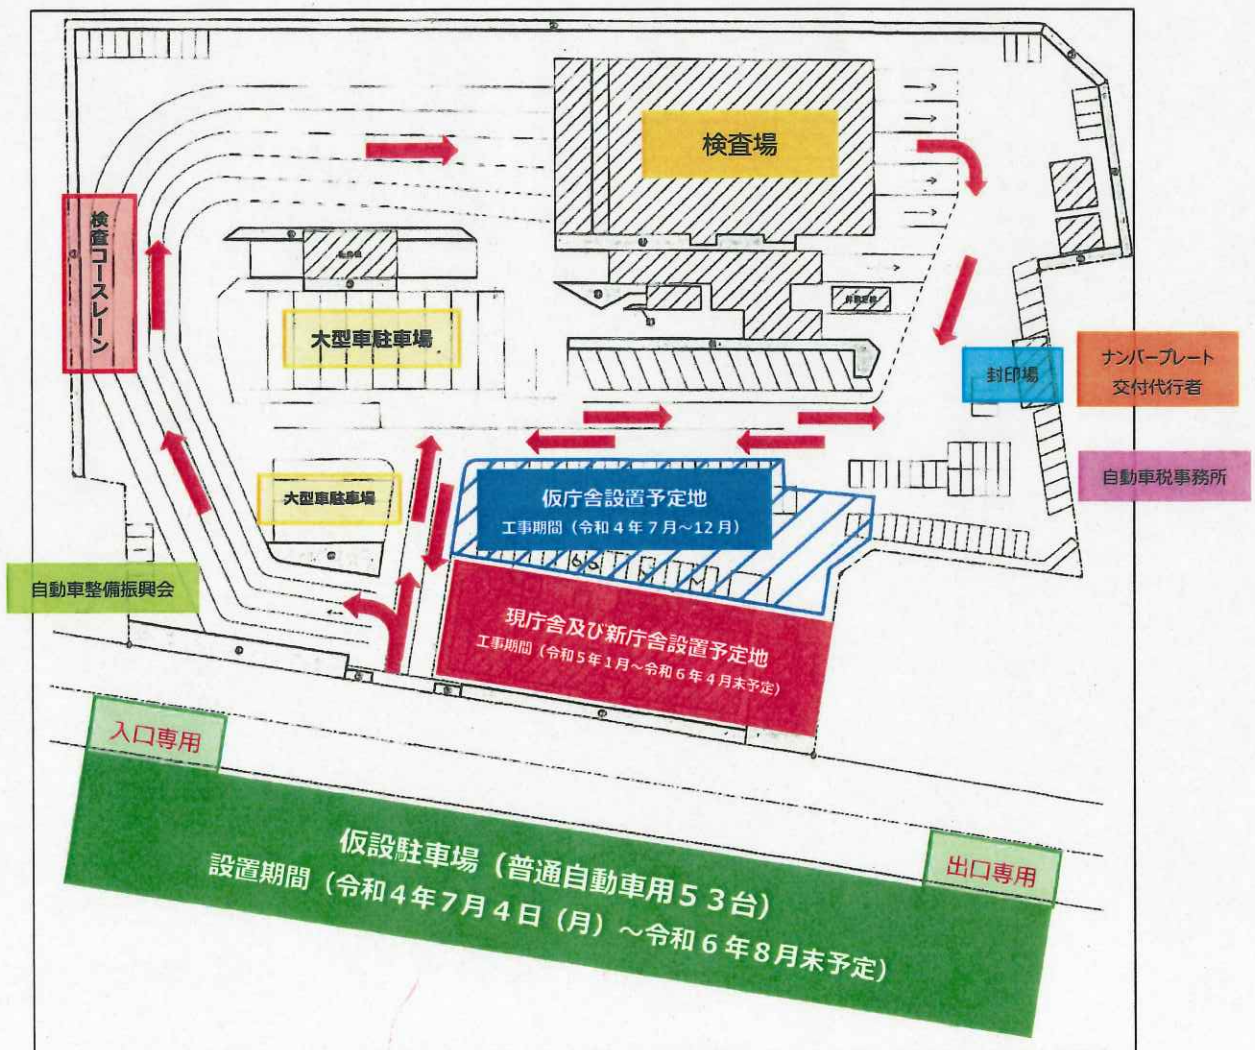 検査場
検査コースレーン
大型車駐車場
封印場
ナンバープレート
交付代行者
自動車税事務所
大型車駐車場
仮庁舎設置予定地
工事期間(令和4年7月~12月)
自動車整備振興会
現庁舎及び新庁舎設置予定地
工事期間(令和5年1月~令和6年4月末予定)
入口専用
仮設駐車場(普通自動車用53台)
設置期間(令和4年7月4日(月)~令和6年8月末予定)
出口専用